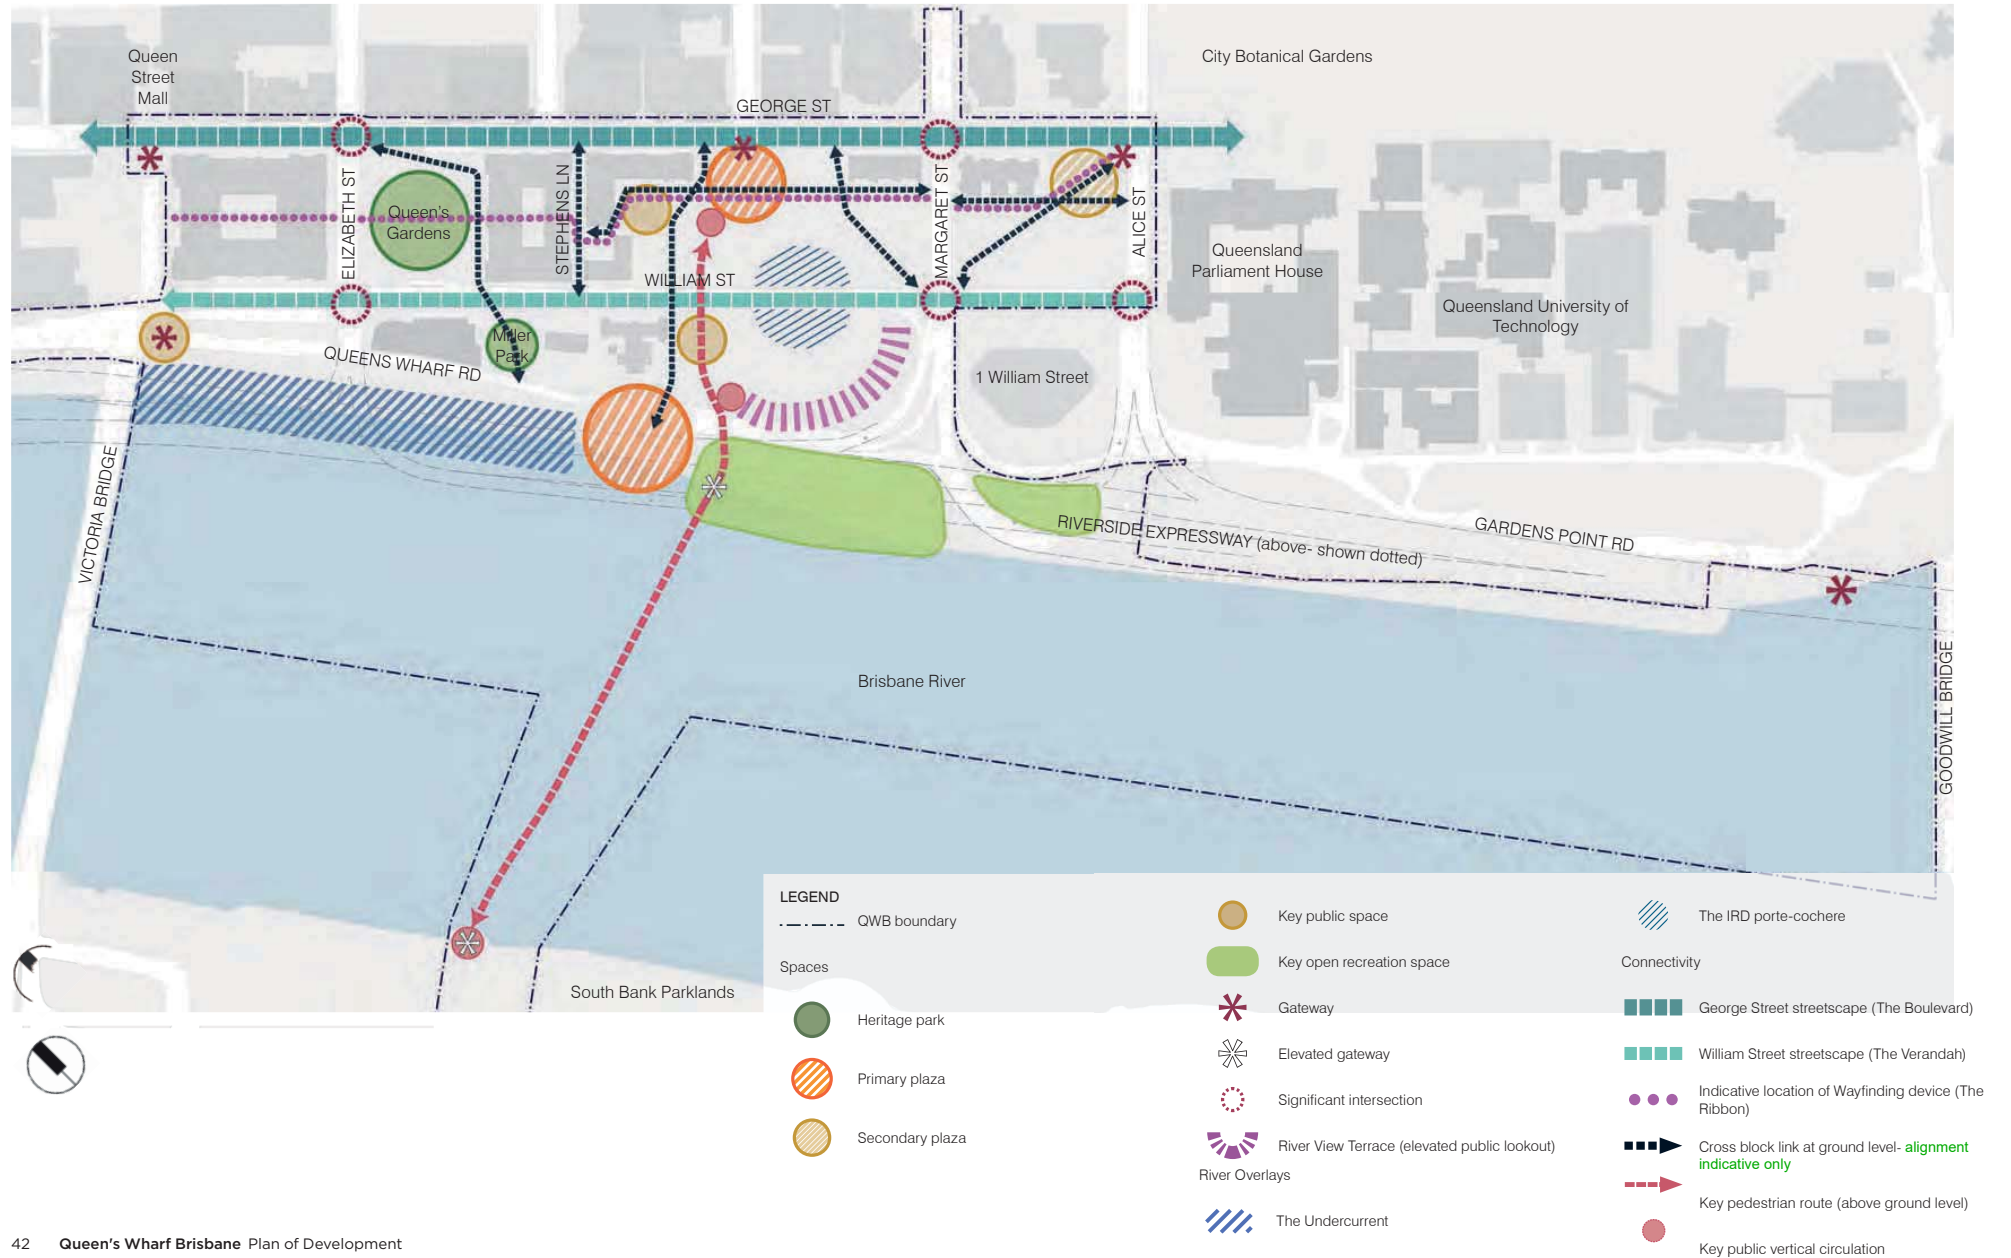 Queen
Street
Mall
City Botanical Gardens
GEORGE ST
ELIZABETH ST
Queen's
Gardens
STEPHENS LN
MARGARET ST
ALICE ST
WILLIAM ST
Queensland
Parliament House
Queensland University of
Technology
Miller
Park
QUEENS WHARF RD
1 William Street
VICTORIA BRIDGE
RIVERSIDE EXPRESSWAY (above- shown dotted)
GARDENS POINT RD
GOODWILL BRIDGE
Brisbane River
South Bank Parklands
LEGEND
QWB boundary
Spaces
Heritage park
Primary plaza
Secondary plaza
Key public space
Key open recreation space
Gateway
Elevated gateway
Significant intersection
River View Terrace (elevated public lookout)
River Overlays
The Undercurrent
The IRD porte-cochere
Connectivity
George Street streetscape (The Boulevard)
William Street streetscape (The Verandah)
Indicative location of Wayfinding device (The
Ribbon)
Cross block link at ground level- alignment
indicative only
Key pedestrian route (above ground level)
Key public vertical circulation
42 Queen's Wharf Brisbane Plan of Development